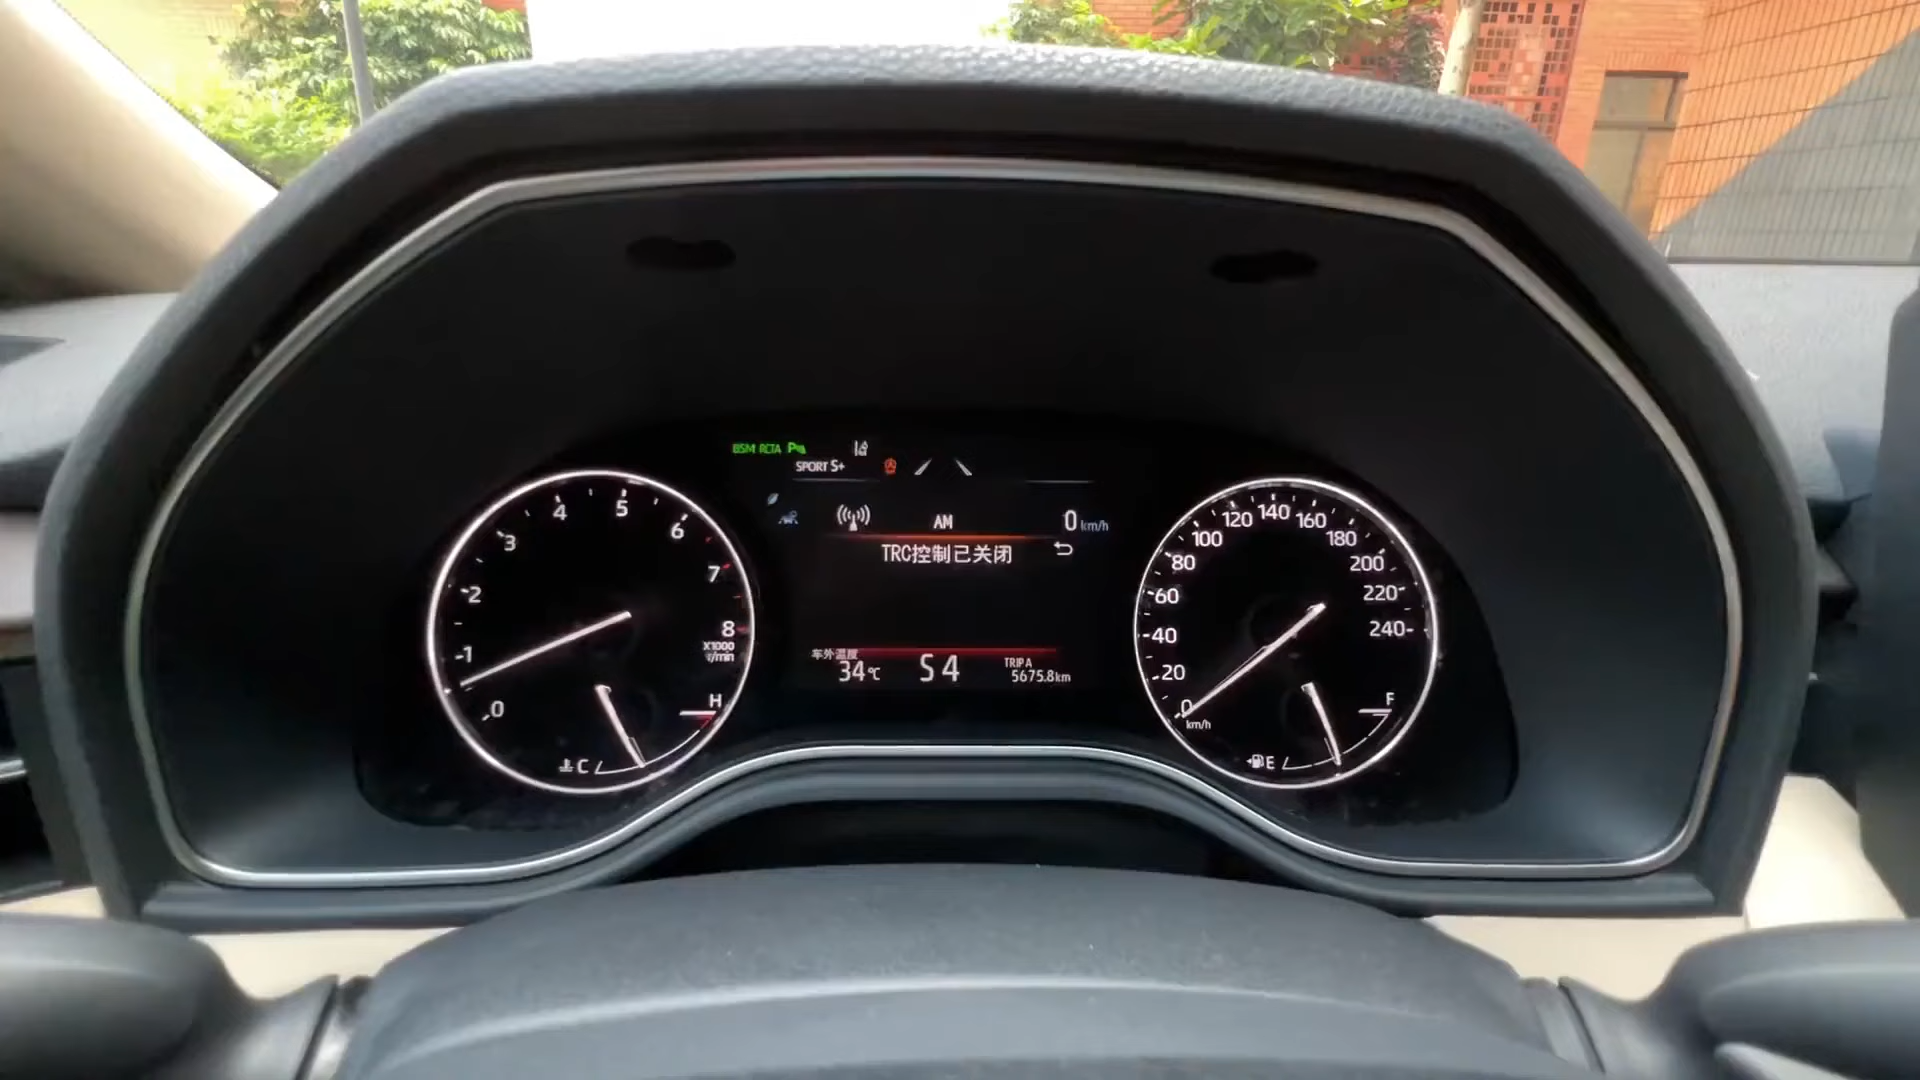 BSM RCTA P
SPORT S+
AM
0 km/h
TRC控制已关闭
车外温度
34℃
S 4
TRIP A
5675.8km
0
1
2
3
4
5
6
7
8
X1000
r/min
C
H
0
20
40
60
80
100
120
140
160
180
200
220
240
km/h
E
F